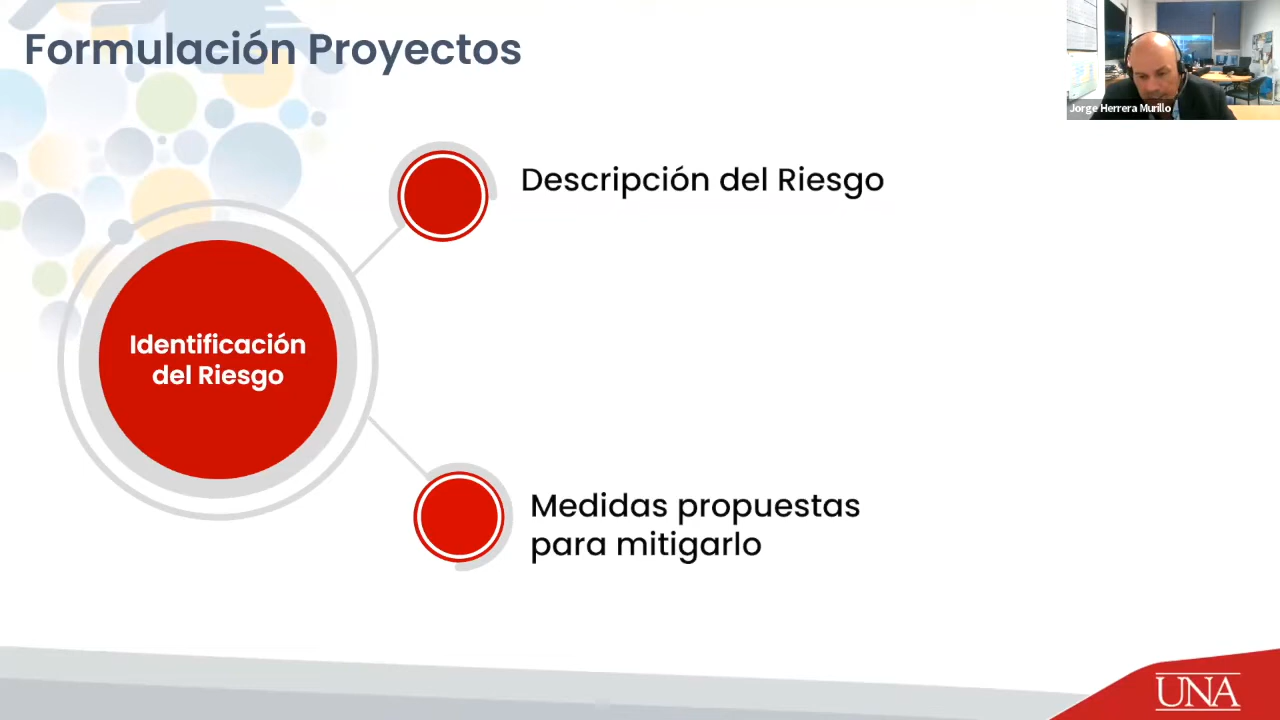 Formulación Proyectos
Jorge Herrera Murillo
Descripción del Riesgo
Identificación
del Riesgo
Medidas propuestas
para mitigarlo
UNA